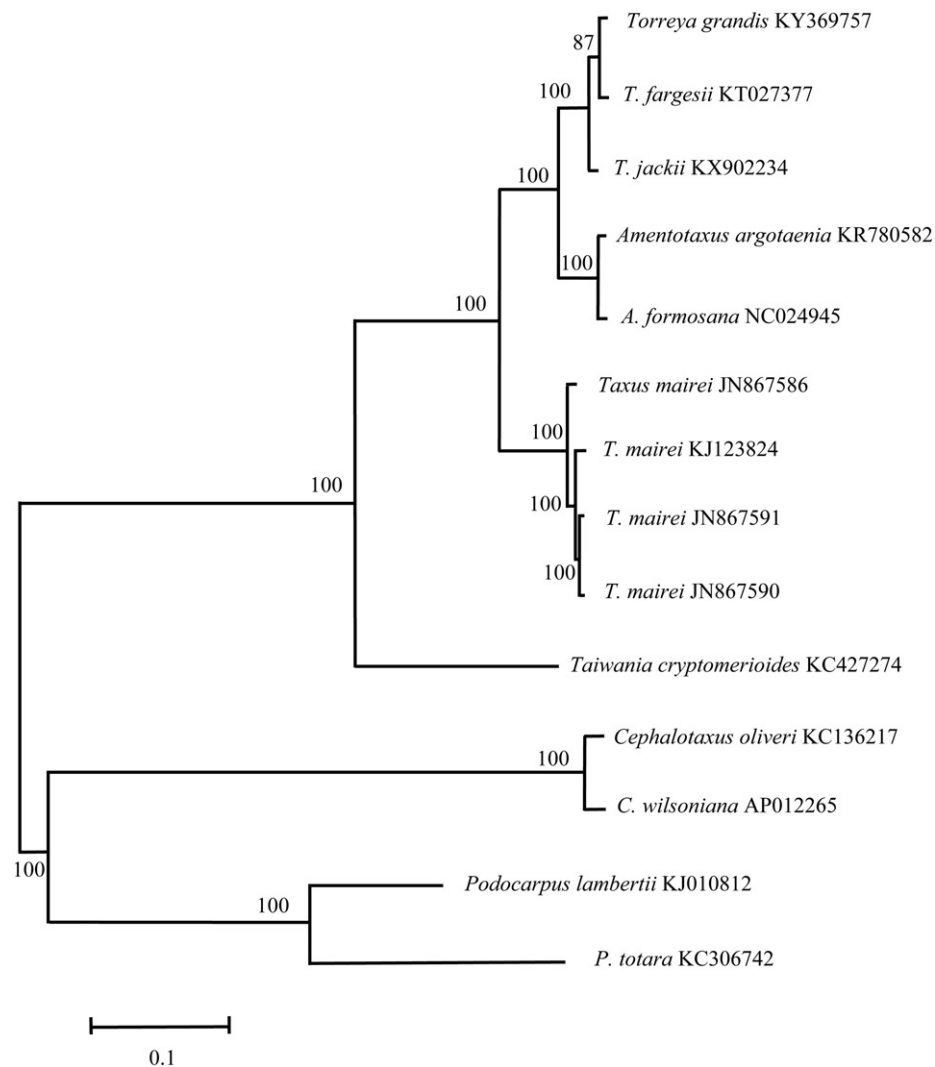 Torreya grandis KY369757
87
T. fargesii KT027377
100
T. jackii KX902234
100
Amentotaxus argotaenia KR780582
100
A. formosana NC024945
100
Taxus mairei JN867586
100
T. mairei KJ123824
100
T. mairei JN867591
100
T. mairei JN867590
100
Taiwania cryptomerioides KC427274
Cephalotaxus oliveri KC136217
100
C. wilsoniana AP012265
100
Podocarpus lambertii KJ010812
100
P. totara KC306742
0.1